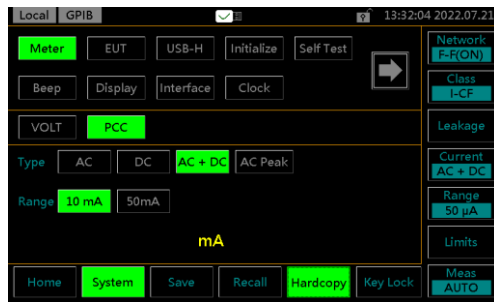 Local GPIB 13:32:04 2022.07.21
Meter EUT USB-H Initialize Self Test
Beep Display Interface Clock
VOLT PCC
Type AC DC AC + DC AC Peak
Range 10 mA 50mA
mA
Network
F-F(ON)
Class
I-CF
Leakage
Current
AC + DC
Range
50 µA
Limits
Meas
AUTO
Home System Save Recall Hardcopy Key Lock